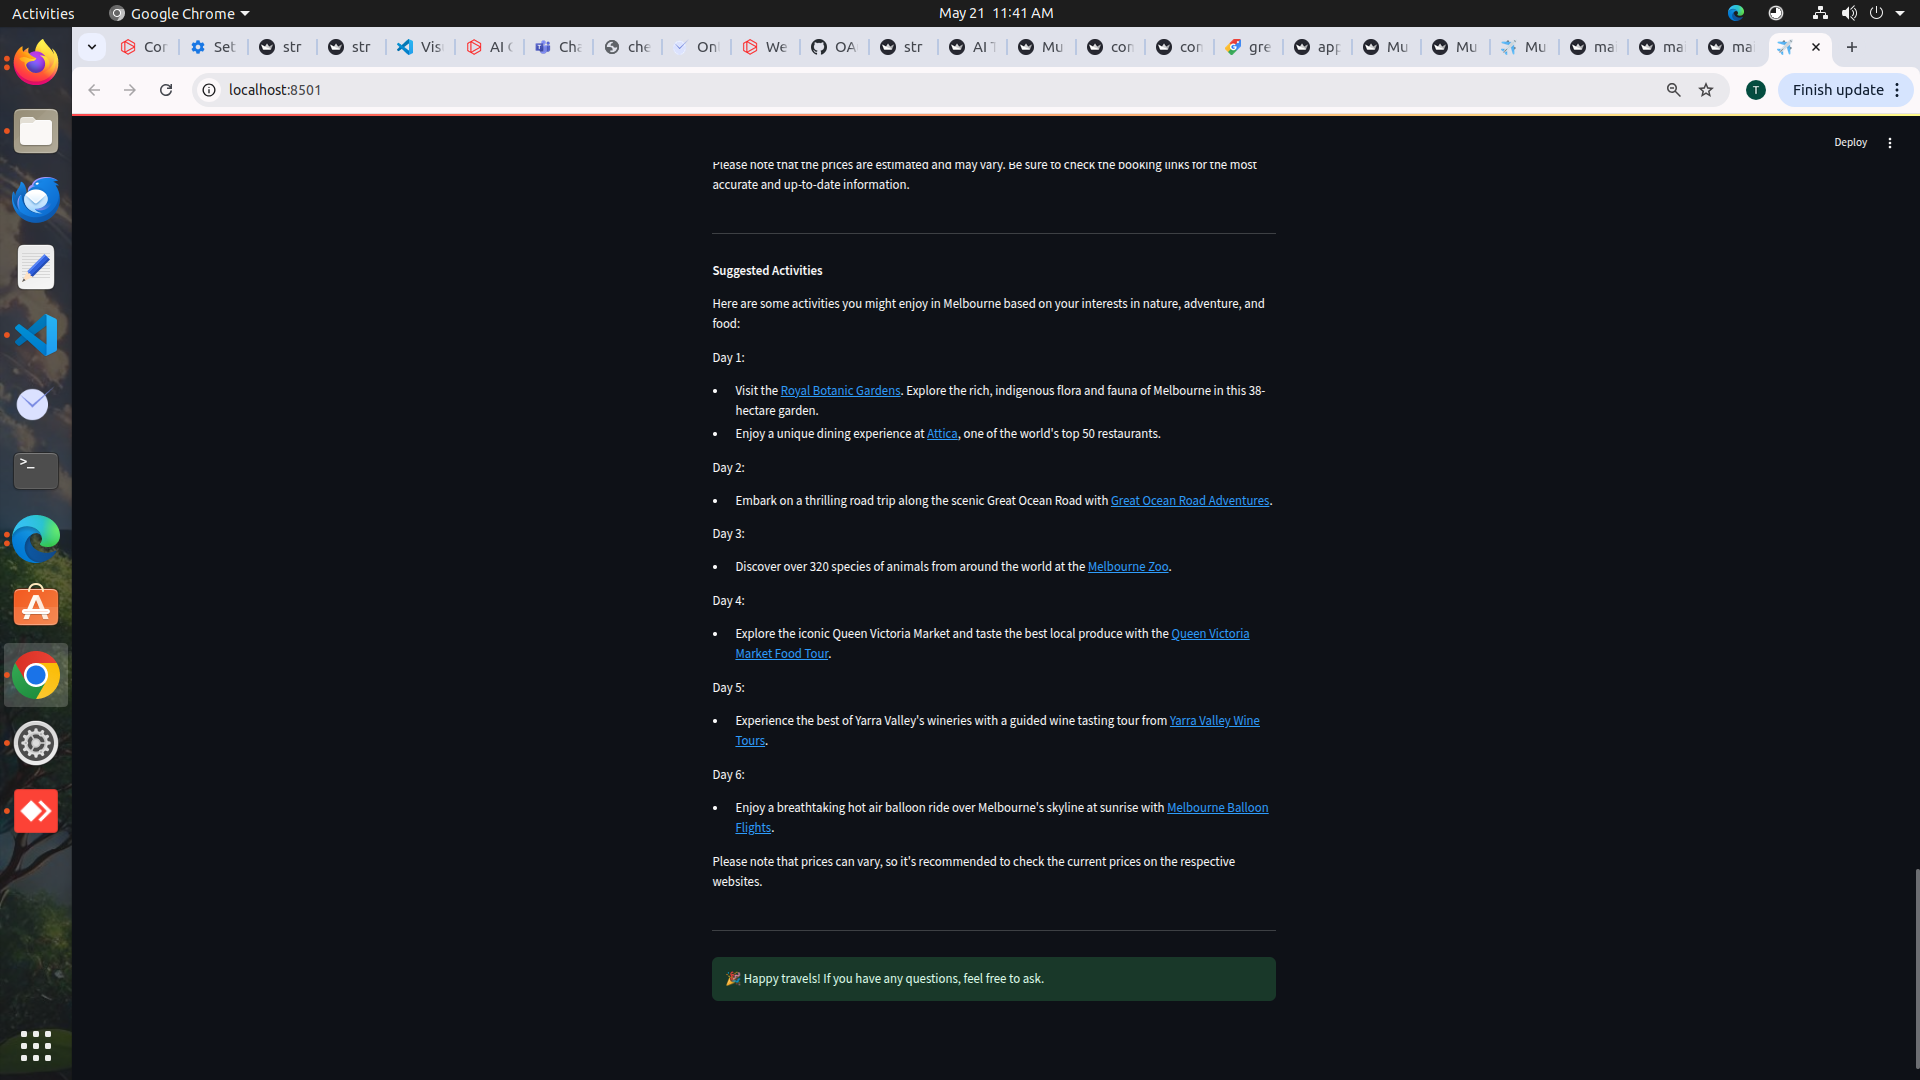 Activities
Google Chrome
May 21 11:41 AM
Cor
Set
str
str
Vis
AI
Cha
che
Onl
We
OA
str
AI T
Mu
con
con
gre
app
Mu
Mu
Mu
mai
mai
mai
localhost:8501
T
Finish update
Deploy
Please note that the prices are estimated and may vary. Be sure to check the booking links for the most
accurate and up-to-date information.
Suggested Activities
Here are some activities you might enjoy in Melbourne based on your interests in nature, adventure, and
food:
Day 1:
• Visit the Royal Botanic Gardens. Explore the rich, indigenous flora and fauna of Melbourne in this 38-
hectare garden.
• Enjoy a unique dining experience at Attica, one of the world's top 50 restaurants.
Day 2:
• Embark on a thrilling road trip along the scenic Great Ocean Road with Great Ocean Road Adventures.
Day 3:
• Discover over 320 species of animals from around the world at the Melbourne Zoo.
Day 4:
• Explore the iconic Queen Victoria Market and taste the best local produce with the Queen Victoria
Market Food Tour.
Day 5:
• Experience the best of Yarra Valley's wineries with a guided wine tasting tour from Yarra Valley Wine
Tours.
Day 6:
• Enjoy a breathtaking hot air balloon ride over Melbourne's skyline at sunrise with Melbourne Balloon
Flights.
Please note that prices can vary, so it's recommended to check the current prices on the respective
websites.
🎉 Happy travels! If you have any questions, feel free to ask.